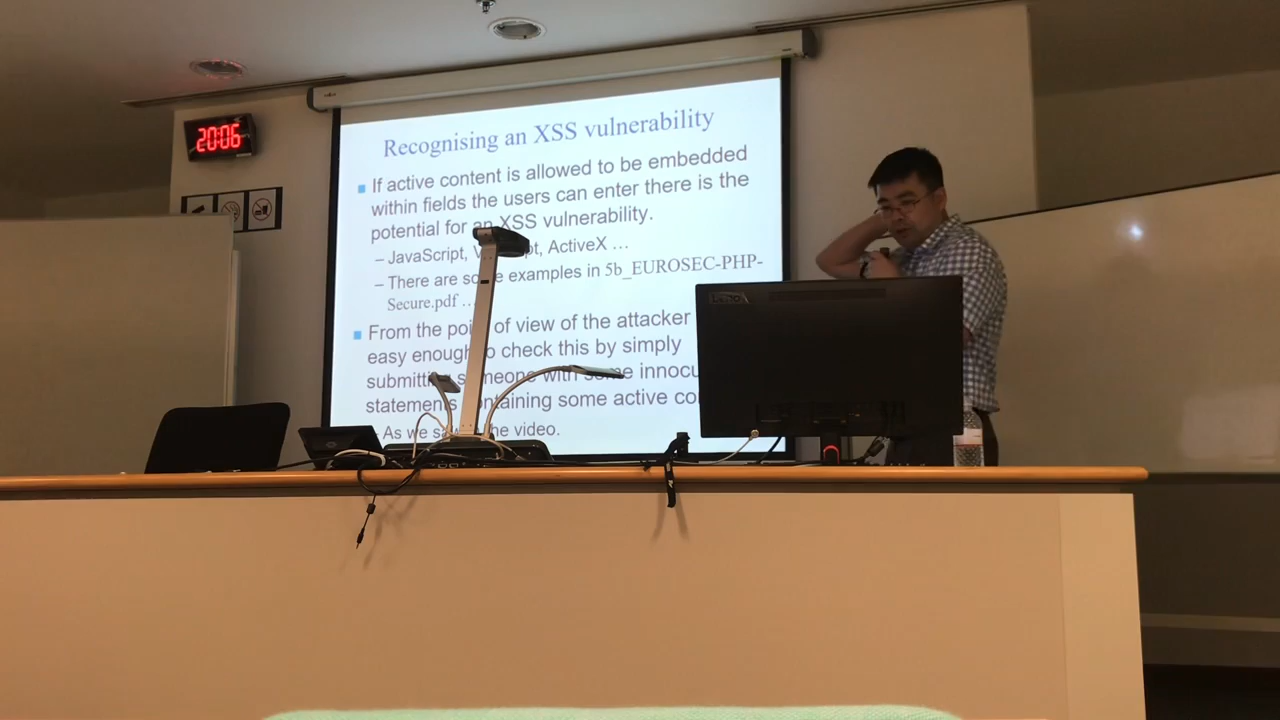 20:06
Recognising an XSS vulnerability
If active content is allowed to be embedded
within fields the users can enter there is the
potential for an XSS vulnerability.
– JavaScript, V pt, ActiveX …
– There are some examples in 5b_EUROSEC-PHP-
Secure.pdf …
From the point of view of the attacker
easy enough to check this by simply
submitting someone with some innocu
statements containing some active co
– As we saw in the video.